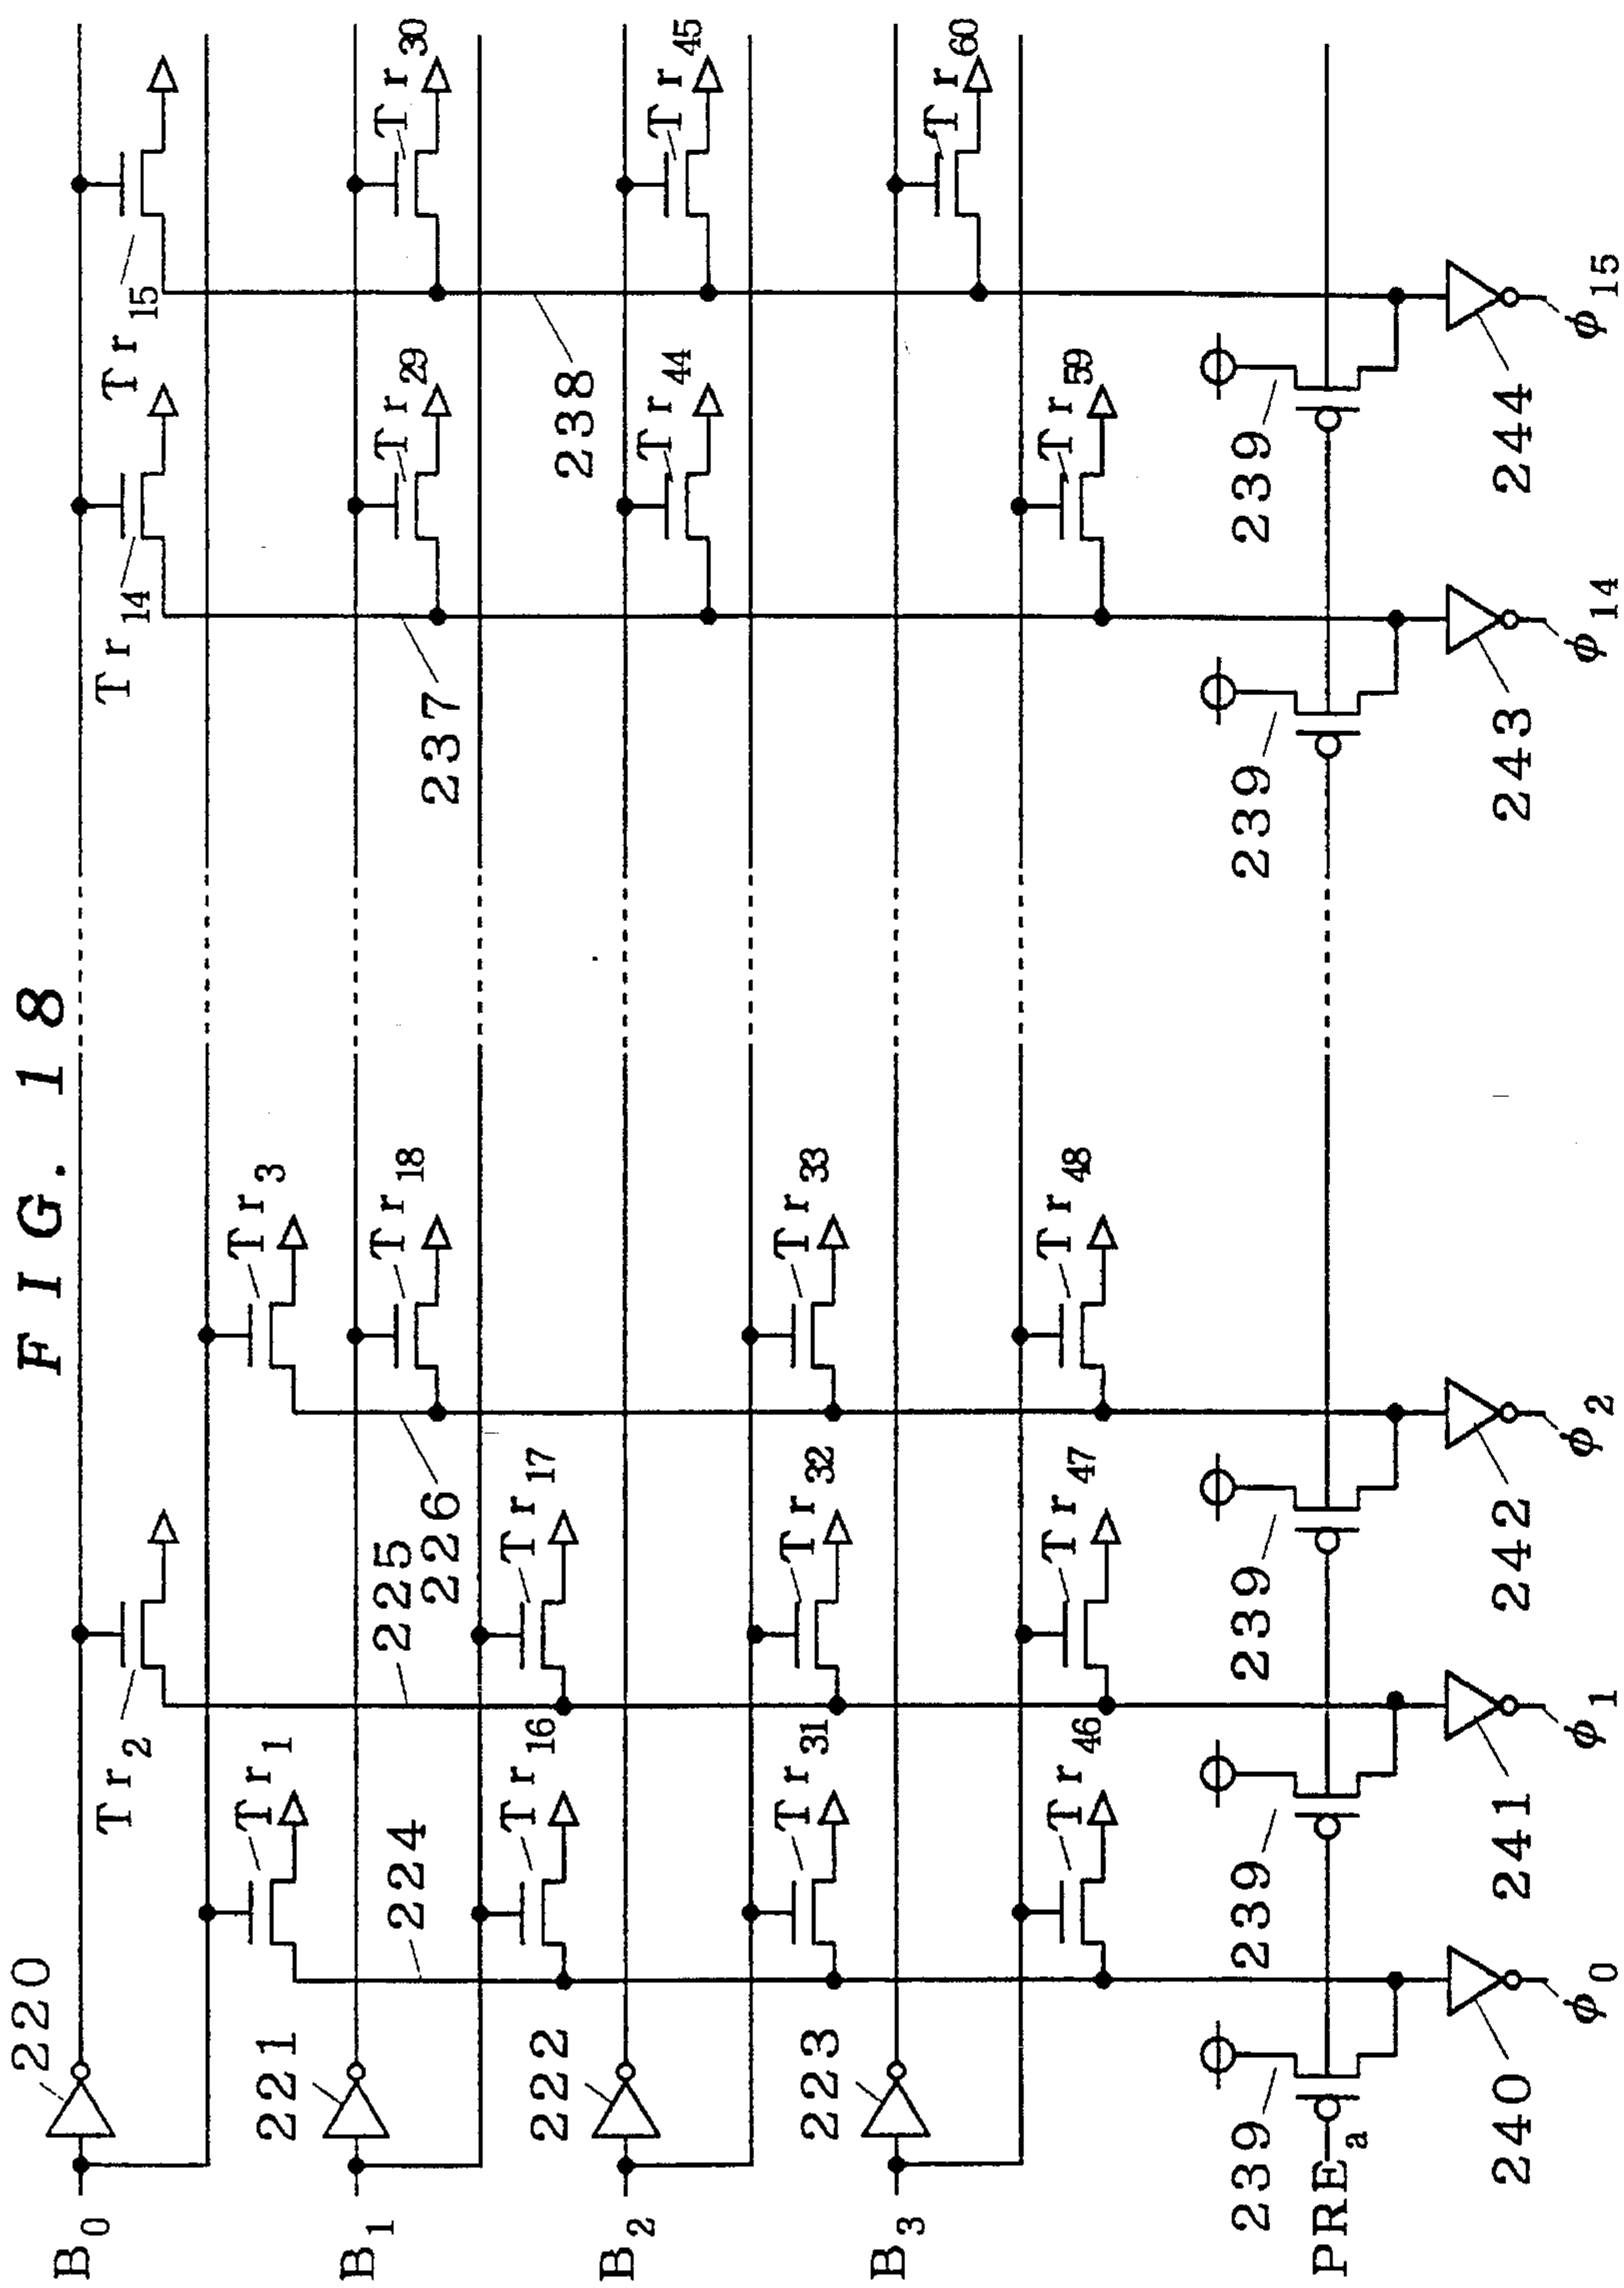 FIG. 18
B0
220
Tr2
Tr14
Tr15
Tr1
Tr3
B1
221
224
225
226
Tr18
237
Tr29
Tr30
Tr16
Tr17
238
B2
222
Tr44
Tr45
Tr31
Tr32
Tr33
B3
223
Tr60
Tr46
Tr47
Tr48
Tr59
239
239
239
239
239
PREa
240
241
242
243
244
ϕ0
ϕ1
ϕ2
ϕ14
ϕ15